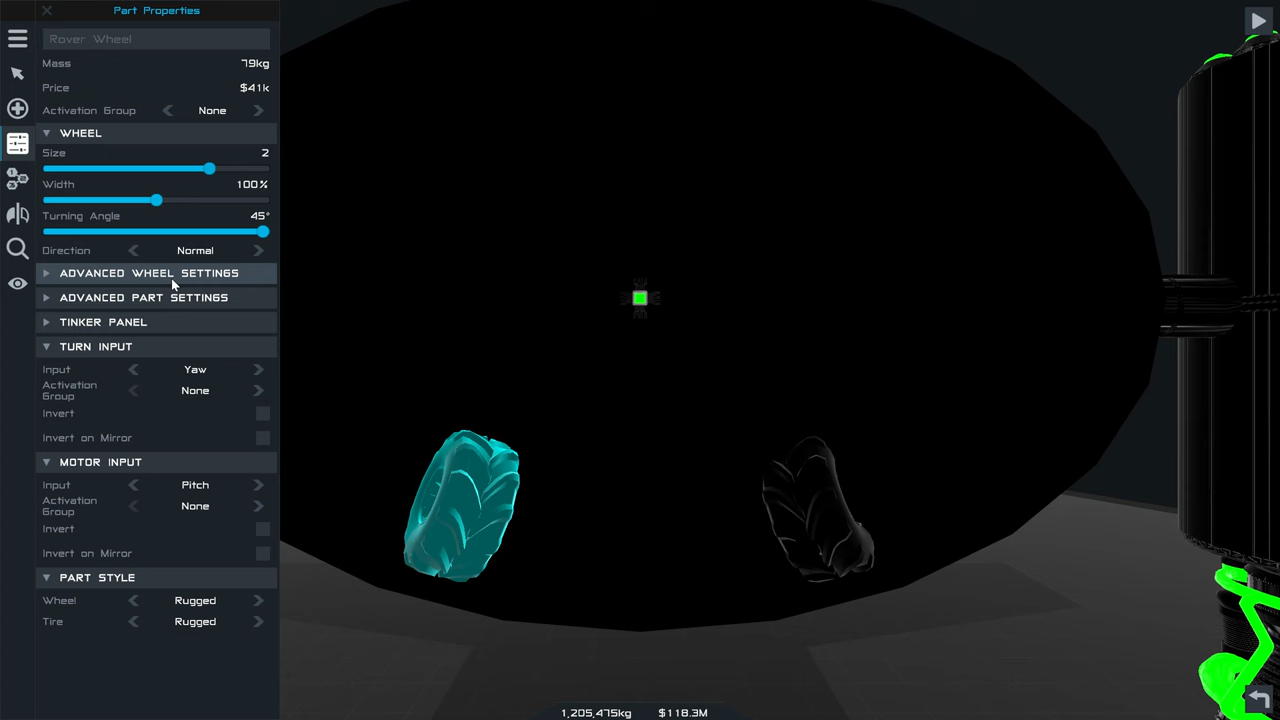 Part Properties
Rover Wheel
Mass 79kg
Price $41k
Activation Group None
WHEEL
Size 2
Width 100%
Turning Angle 45°
Direction Normal
ADVANCED WHEEL SETTINGS
ADVANCED PART SETTINGS
TINKER PANEL
TURN INPUT
Input Yaw
Activation Group None
Invert
Invert on Mirror
MOTOR INPUT
Input Pitch
Activation Group None
Invert
Invert on Mirror
PART STYLE
Wheel Rugged
Tire Rugged
1,205,475kg $118.3M